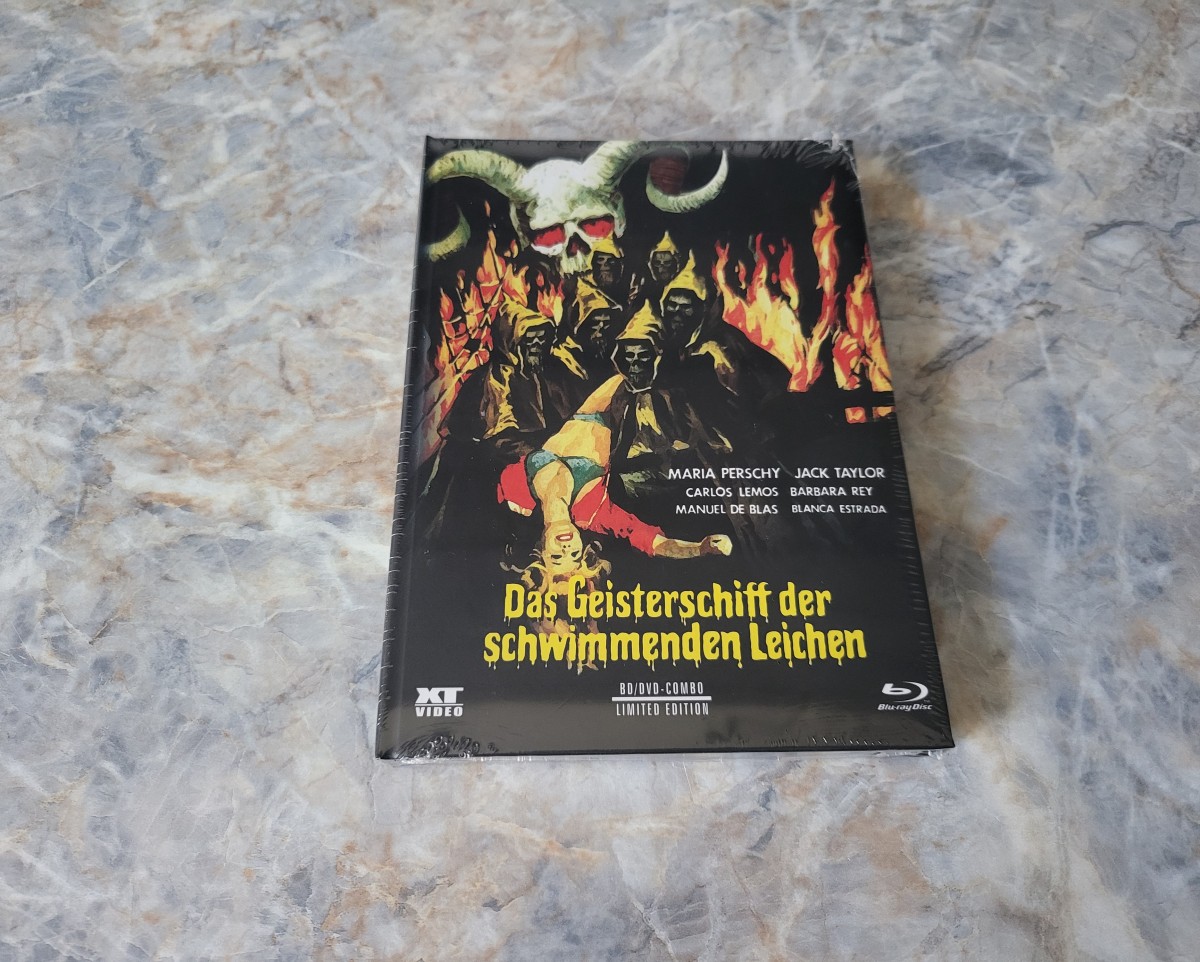 MARIA PERSCHY JACK TAYLOR
CARLOS LEMOS BARBARA REY
MANUEL DE BLAS BLANCA ESTRADA
Das Geisterschiff der
schwimmenden Leichen
XT
VIDEO
BD/DVD-COMBO
LIMITED EDITION
Blu-ray Disc